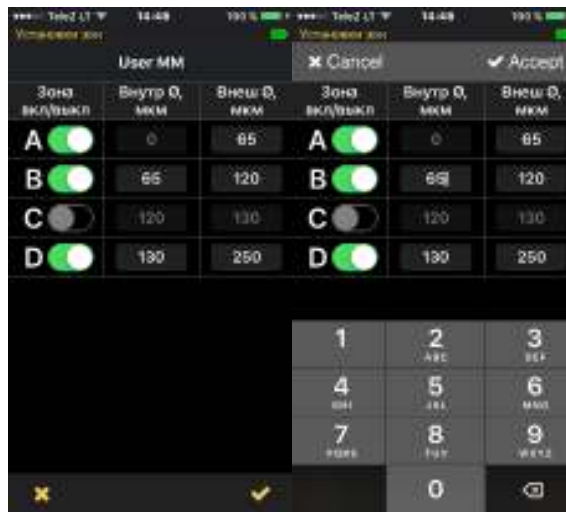 Tele2 LT 14:48 100 %
Установки зон
User MM
Зона вкл/выкл Внутр Ø, мкм Внеш Ø, мкм
A 0 65
B 65 120
C 120 130
D 130 250
Tele2 LT 14:48 100 %
Установки зон
Cancel Accept
Зона вкл/выкл Внутр Ø, мкм Внеш Ø, мкм
A 0 65
B 65 120
C 120 130
D 130 250
1 2 3
ABC DEF
4 5 6
GHI JKL MNO
7 8 9
PQRS TUV WXYZ
0